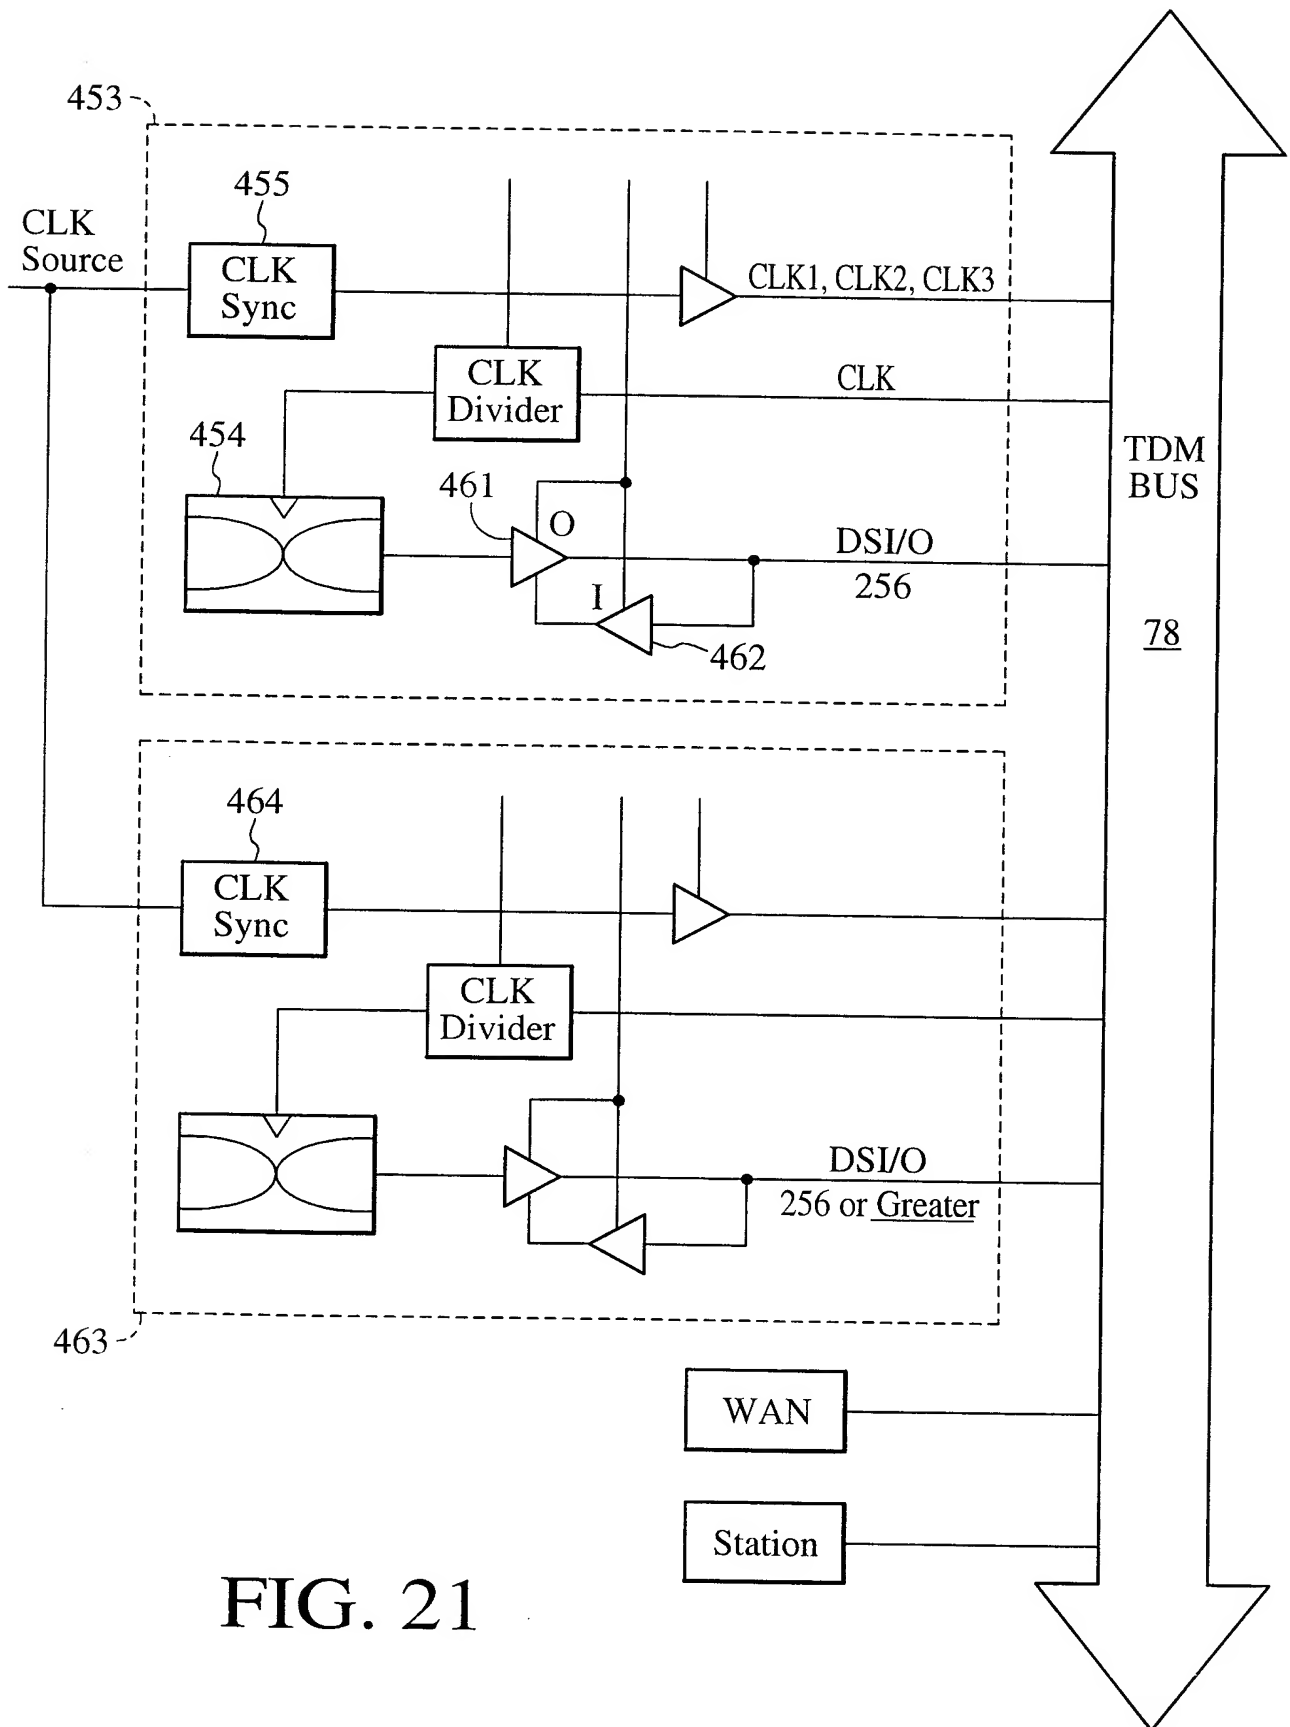 453
455
CLK
Source
CLK
Sync
CLK1, CLK2, CLK3
CLK
Divider
CLK
454
461
O
DSI/O
256
I
462
TDM
BUS
78
464
CLK
Sync
CLK
Divider
DSI/O
256 or Greater
463
WAN
Station
FIG. 21